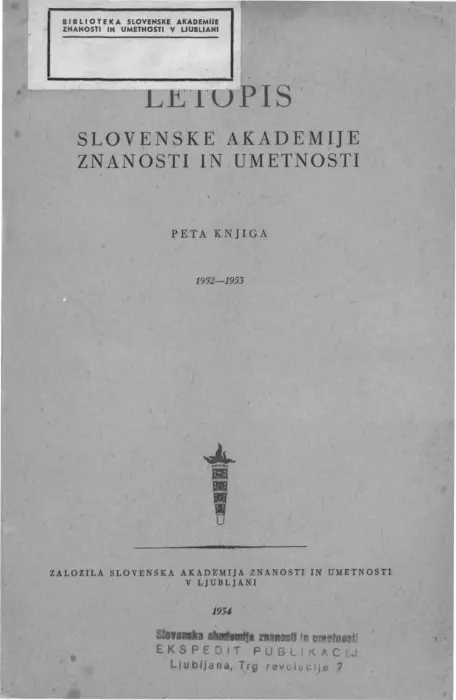 BIBLIOTEKA SLOVENSKE AKADEMIJE
ZNANOSTI IN UMETNOSTI V LJUBLJANI
LETOPIS
SLOVENSKE AKADEMIJE
ZNANOSTI IN UMETNOSTI
PETA KNJIGA
1952—1953
ZALOŽILA SLOVENSKA AKADEMIJA ZNANOSTI IN UMETNOSTI
V LJUBLJANI
1954
Slovenska akademija znanosti in umetnosti
EKSPEDIT PUBLIKACIJ
Ljubljana, Trg revolucije 7